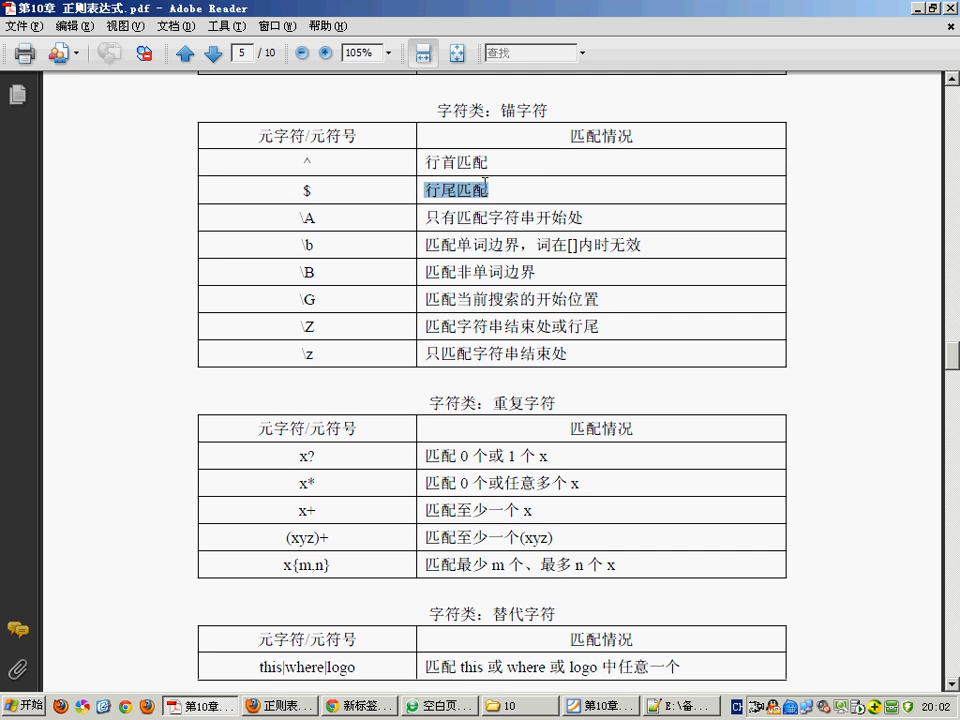 第10章 正则表达式.pdf - Adobe Reader
文件(F) 编辑(E) 视图(V) 文档(D) 工具(T) 窗口(W) 帮助(H)
5 / 10 105% 查找
字符类：锚字符
元字符/元符号 匹配情况
^ 行首匹配
$ 行尾匹配
\A 只有匹配字符串开始处
\b 匹配单词边界，词在[]内时无效
\B 匹配非单词边界
\G 匹配当前搜索的开始位置
\Z 匹配字符串结束处或行尾
\z 只匹配字符串结束处
字符类：重复字符
元字符/元符号 匹配情况
x? 匹配 0 个或 1 个 x
x* 匹配 0 个或任意多个 x
x+ 匹配至少一个 x
(xyz)+ 匹配至少一个(xyz)
x{m,n} 匹配最少 m 个、最多 n 个 x
字符类：替代字符
元字符/元符号 匹配情况
this|where|logo 匹配 this 或 where 或 logo 中任意一个
开始 第10章... 正则表... 新标签... 空白页... 10 第10章... E:\备... CH 20:02